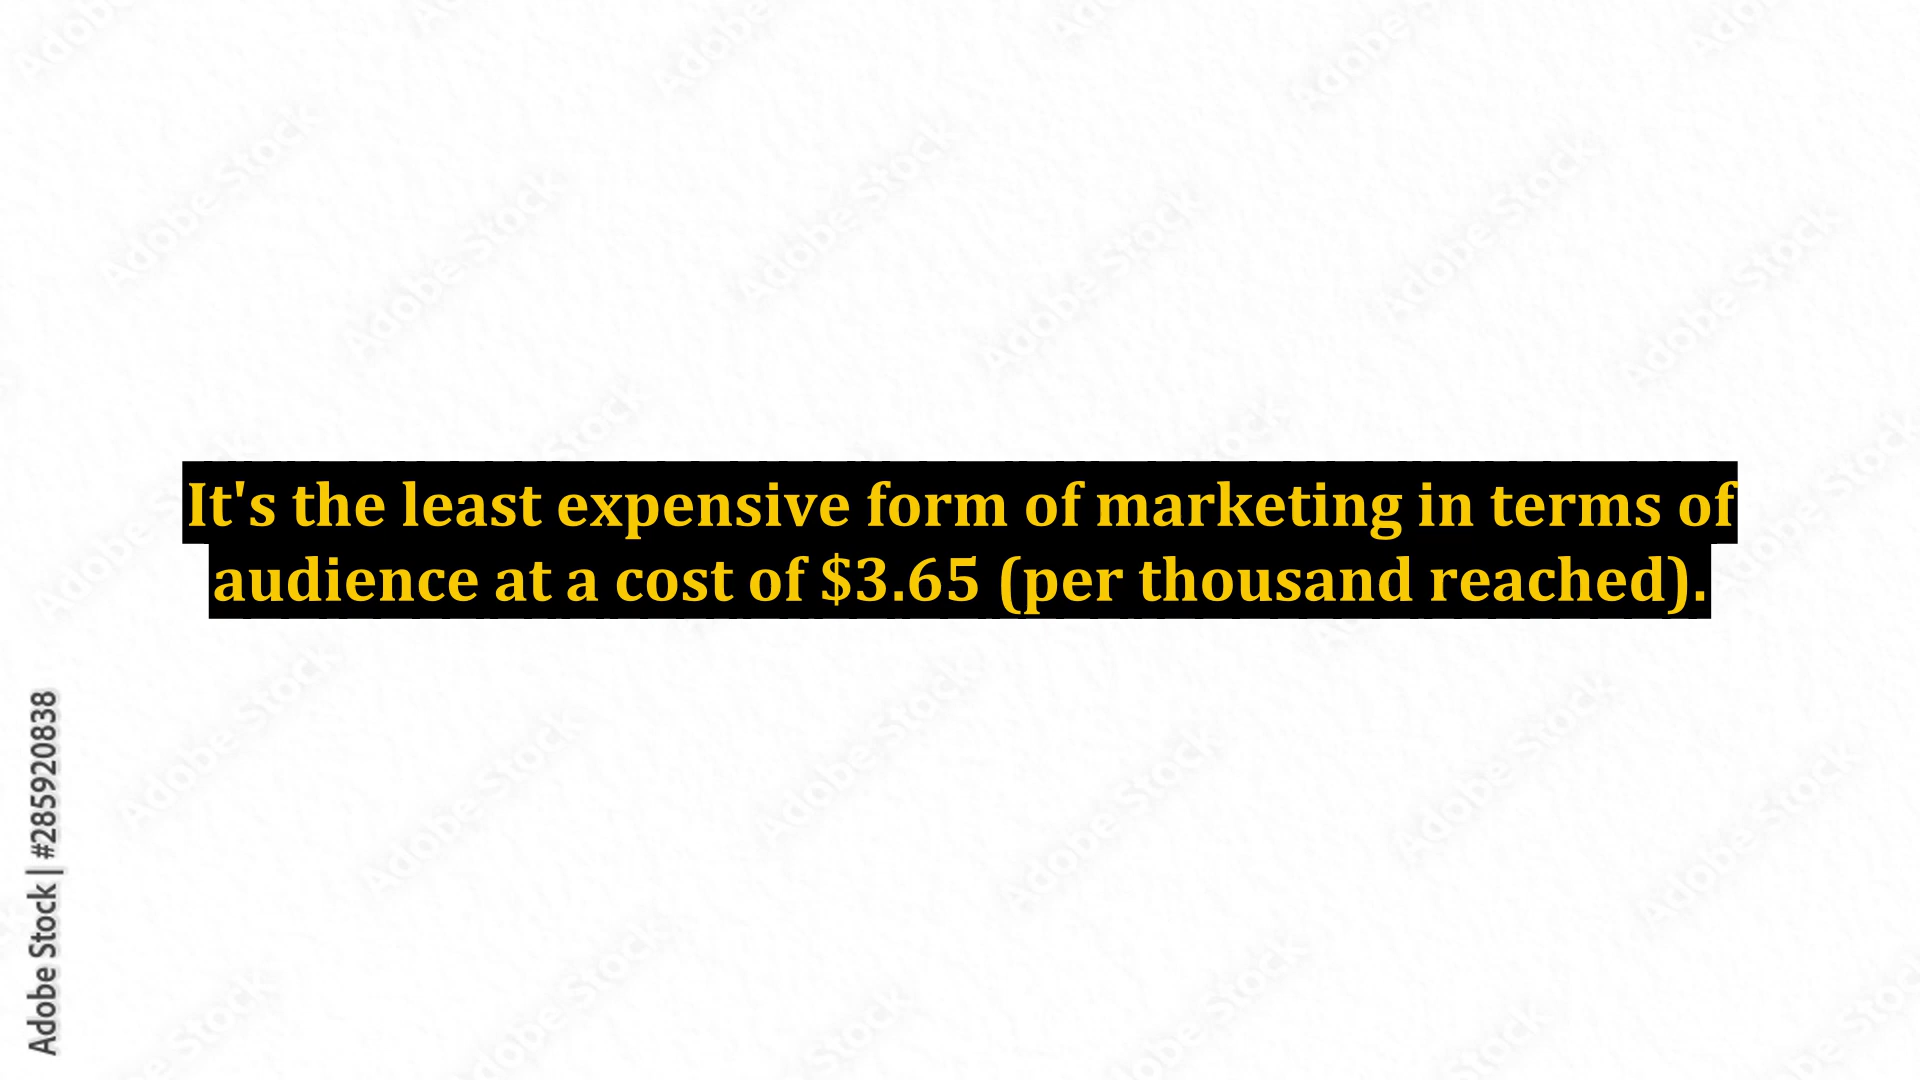 It's the least expensive form of marketing in terms of
audience at a cost of $3.65 (per thousand reached).
Adobe Stock | #285920838